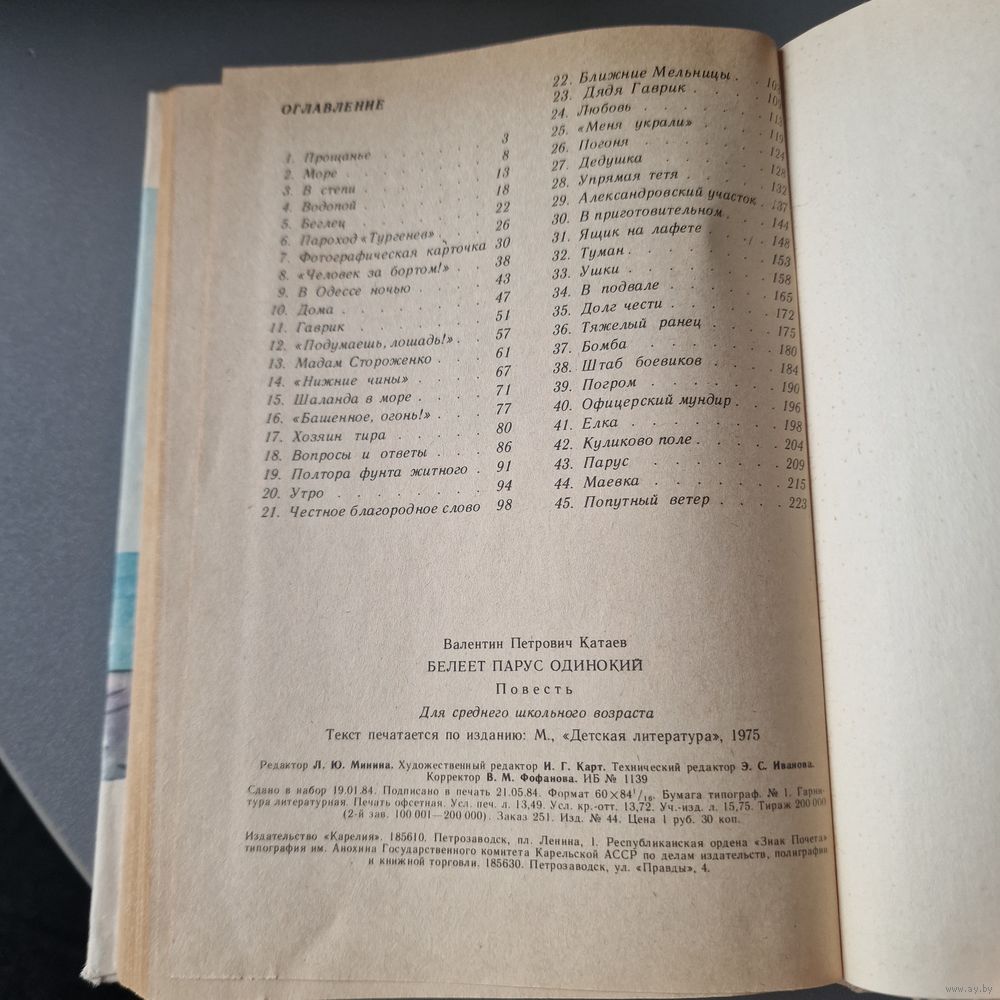 ОГЛАВЛЕНИЕ
1. Прощанье . . . . . . 3
2. Море . . . . . . . 8
3. В степи . . . . . . 13
4. Водопой . . . . . . 18
5. Беглец . . . . . . 22
6. Пароход «Тургенев» . . . 26
7. Фотографическая карточка 30
8. «Человек за бортом!» . . 38
9. В Одессе ночью . . . . 43
10. Дома . . . . . . . 47
11. Гаврик . . . . . . 51
12. «Подумаешь, лошадь!» . . 57
13. Мадам Стороженко . . . 61
14. «Нижние чины» . . . . 67
15. Шаланда в море . . . . 71
16. «Башенное, огонь!» . . . 77
17. Хозяин тира . . . . . 80
18. Вопросы и ответы . . . 86
19. Полтора фунта житного . 91
20. Утро . . . . . . . 94
21. Честное благородное слово 98
22. Ближние Мельницы . . .
23. Дядя Гаврик . . . . 109
24. Любовь . . . . . . 113
25. «Меня украли» . . . . 119
26. Погоня . . . . . . 124
27. Дедушка . . . . . . 128
28. Упрямая тетя . . . . 132
29. Александровский участок . 137
30. В приготовительном . . . 144
31. Ящик на лафете . . . . 148
32. Туман . . . . . . . 153
33. Ушки . . . . . . . 158
34. В подвале . . . . . 165
35. Долг чести . . . . . 172
36. Тяжелый ранец . . . . 175
37. Бомба . . . . . . . 180
38. Штаб боевиков . . . . 184
39. Погром . . . . . . 190
40. Офицерский мундир . . . 196
41. Елка . . . . . . . 198
42. Куликово поле . . . . 204
43. Парус . . . . . . 209
44. Маевка . . . . . . 215
45. Попутный ветер . . . . 223
Валентин Петрович Катаев
БЕЛЕЕТ ПАРУС ОДИНОКИЙ
Повесть
Для среднего школьного возраста
Текст печатается по изданию: М., «Детская литература», 1975
Редактор Л. Ю. Минина. Художественный редактор И. Г. Карт. Технический редактор Э. С. Иванова.
Корректор В. М. Фофанова. ИБ № 1139
Сдано в набор 19.01.84. Подписано в печать 21.05.84. Формат 60×84¹/₁₆. Бумага типограф. № 1. Гарни-
тура литературная. Печать офсетная. Усл. печ. л. 13,49. Усл. кр.-отт. 13,72. Уч.-изд. л. 15,75. Тираж 200 000
(2-й зав. 100 001—200 000). Заказ 251. Изд. № 44. Цена 1 руб. 30 коп.
Издательство «Карелия». 185610. Петрозаводск, пл. Ленина, 1. Республиканская ордена «Знак Почета»
типография им. Анохина Государственного комитета Карельской АССР по делам издательств, полиграфии
и книжной торговли. 185630. Петрозаводск, ул. «Правды», 4.
www.ay.by